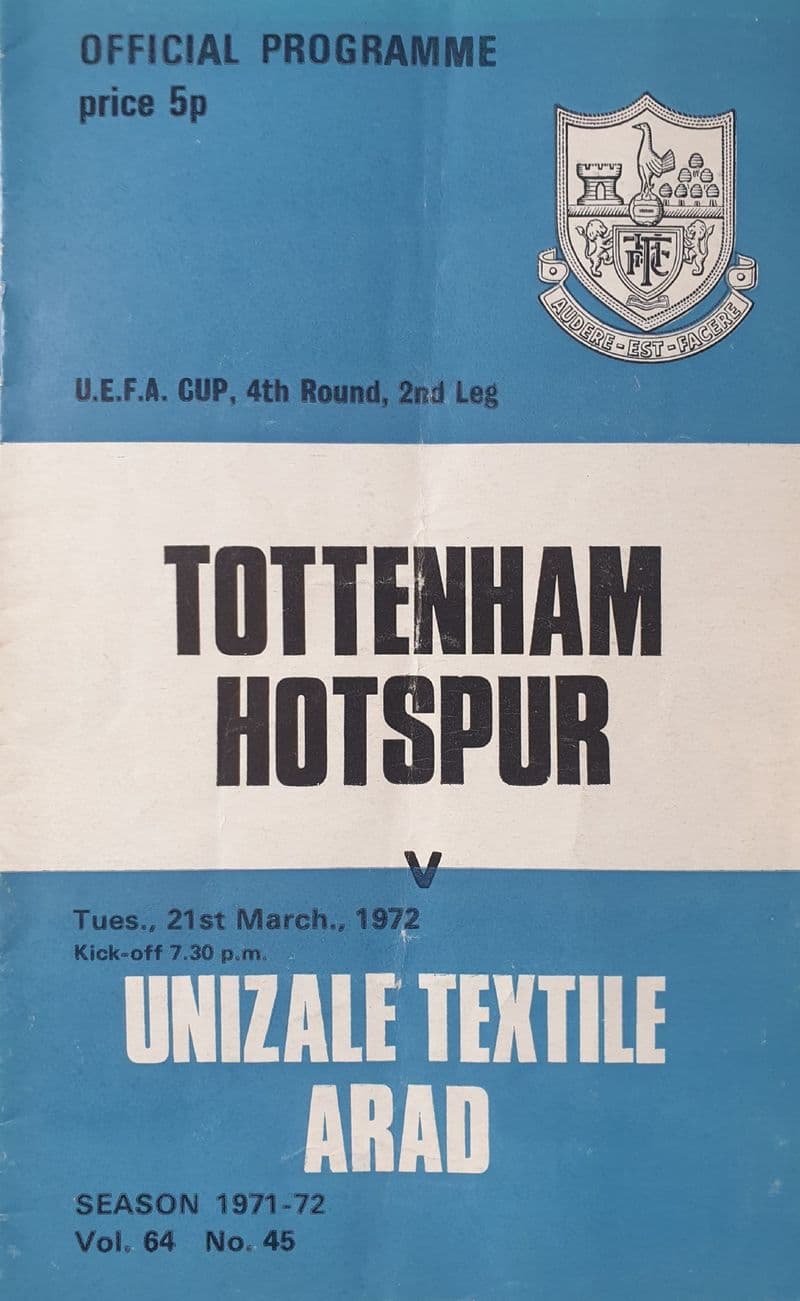 OFFICIAL PROGRAMME
price 5p
AUDERE-EST-FACERE
U.E.F.A. CUP, 4th Round, 2nd Leg
TOTTENHAM
HOTSPUR
v
Tues., 21st March., 1972
Kick-off 7.30 p.m.
UNIZALE TEXTILE
ARAD
SEASON 1971-72
Vol. 64 No. 45